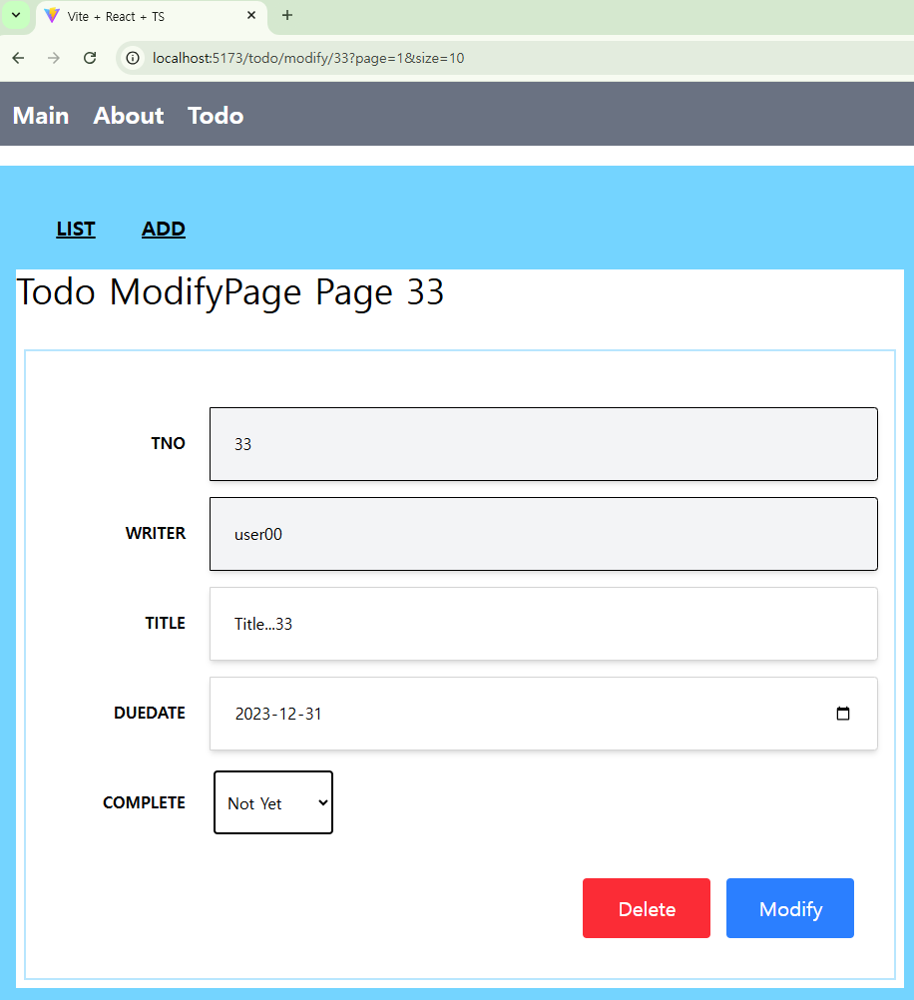 Vite + React + TS
localhost:5173/todo/modify/33?page=1&size=10
Main About Todo
LIST ADD
Todo ModifyPage Page 33
TNO 33
WRITER user00
TITLE Title...33
DUEDATE 2023-12-31
COMPLETE Not Yet
Delete Modify